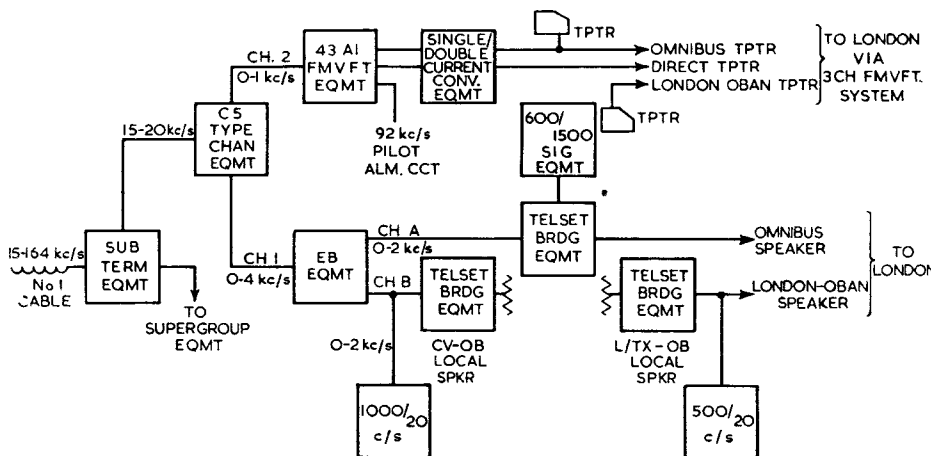 CH. 2
0-1 kc/s
43 A1
FMVFT
EQMT
SINGLE/
DOUBLE
CURRENT
CONV.
EQMT
TPTR
OMNIBUS TPTR
DIRECT TPTR
LONDON OBAN TPTR
TO LONDON
VIA
3CH FMVFT.
SYSTEM
TPTR
15-20kc/s
C5
TYPE
CHAN
EQMT
92 kc/s
PILOT
ALM. CCT
600/
1500
SIG
EQMT
15-164 kc/s
No 1
CABLE
SUB
TERM
EQMT
TO
SUPERGROUP
EQMT
CH 1
0-4 kc/s
EB
EQMT
CH A
0-2 kc/s
TELSET
BRDG
EQMT
OMNIBUS
SPEAKER
TO
LONDON
CH B
0-2 kc/s
TELSET
BRDG
EQMT
CV-OB
LOCAL
SPKR
TELSET
BRDG
EQMT
L/TX-OB
LOCAL
SPKR
LONDON-OBAN
SPEAKER
1000/20
c/s
500/20
c/s